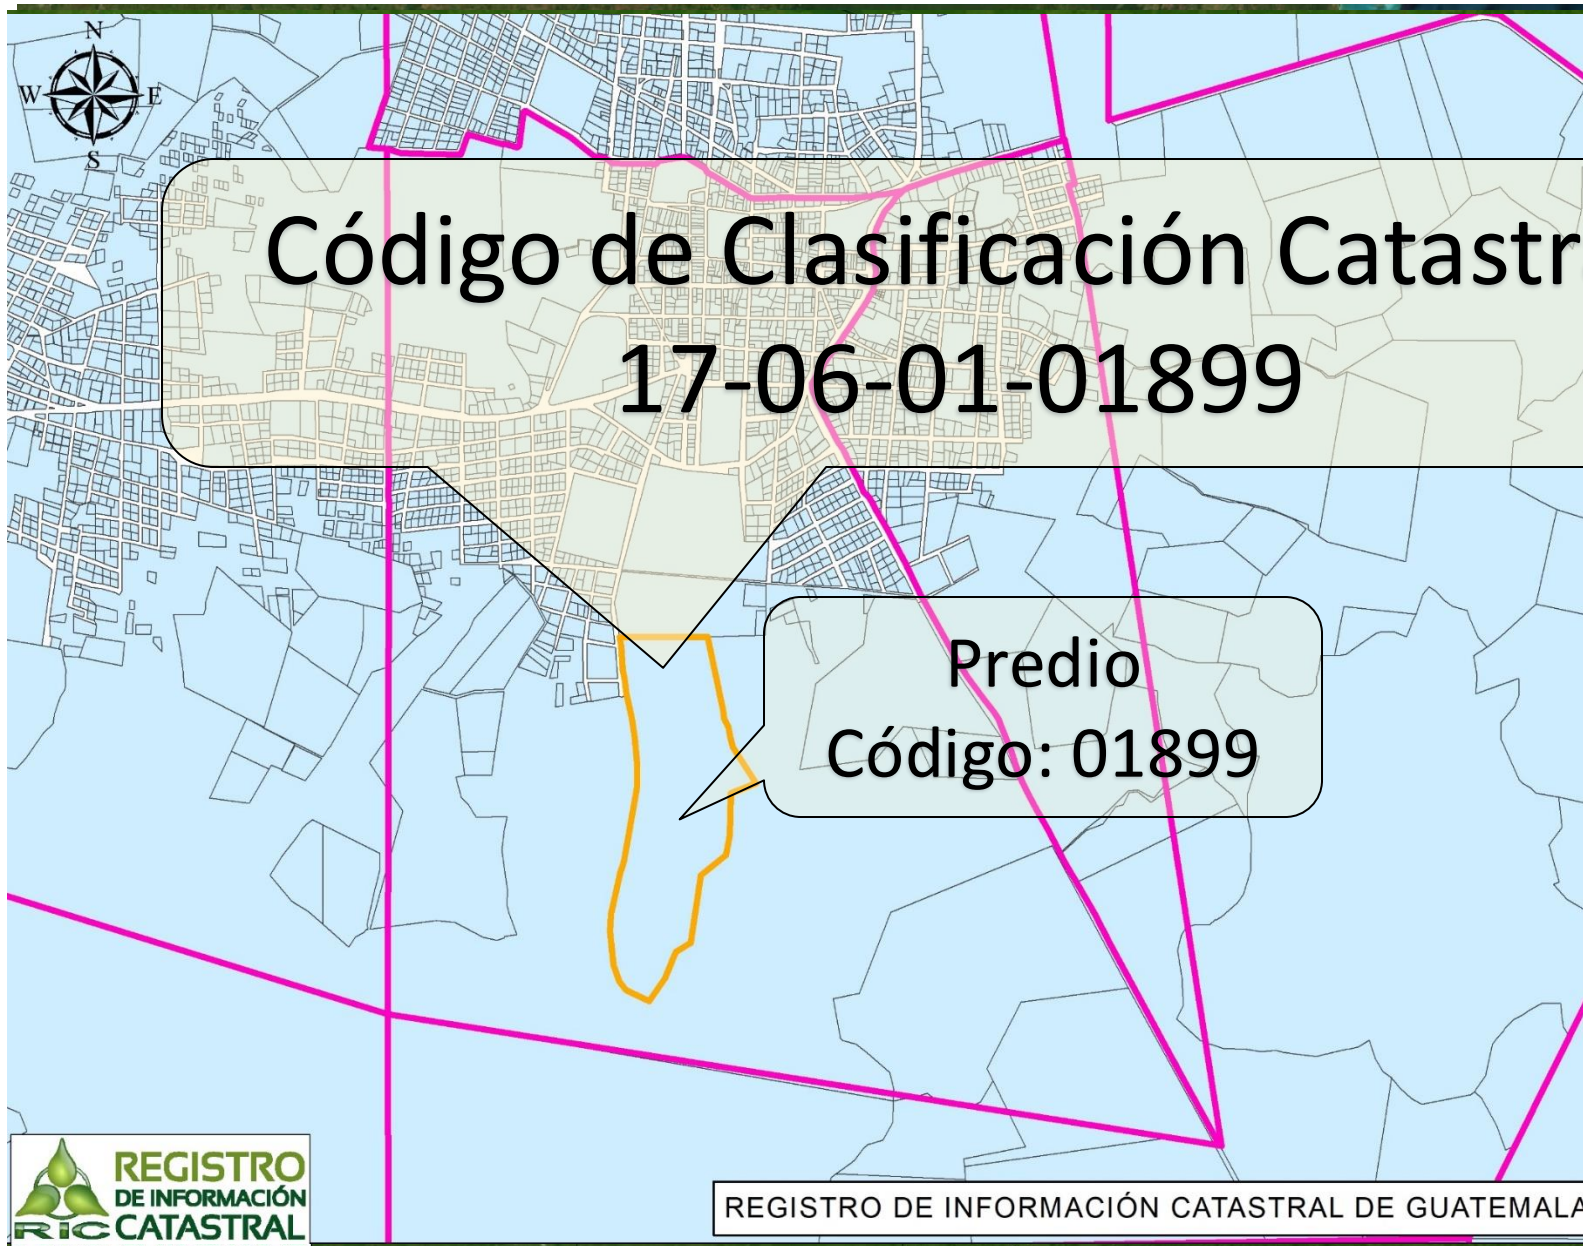 N
W E
S
Código de Clasificación Catastr
17-06-01-01899
Predio
Código: 01899
REGISTRO
DE INFORMACIÓN
RIC CATASTRAL
REGISTRO DE INFORMACIÓN CATASTRAL DE GUATEMALA